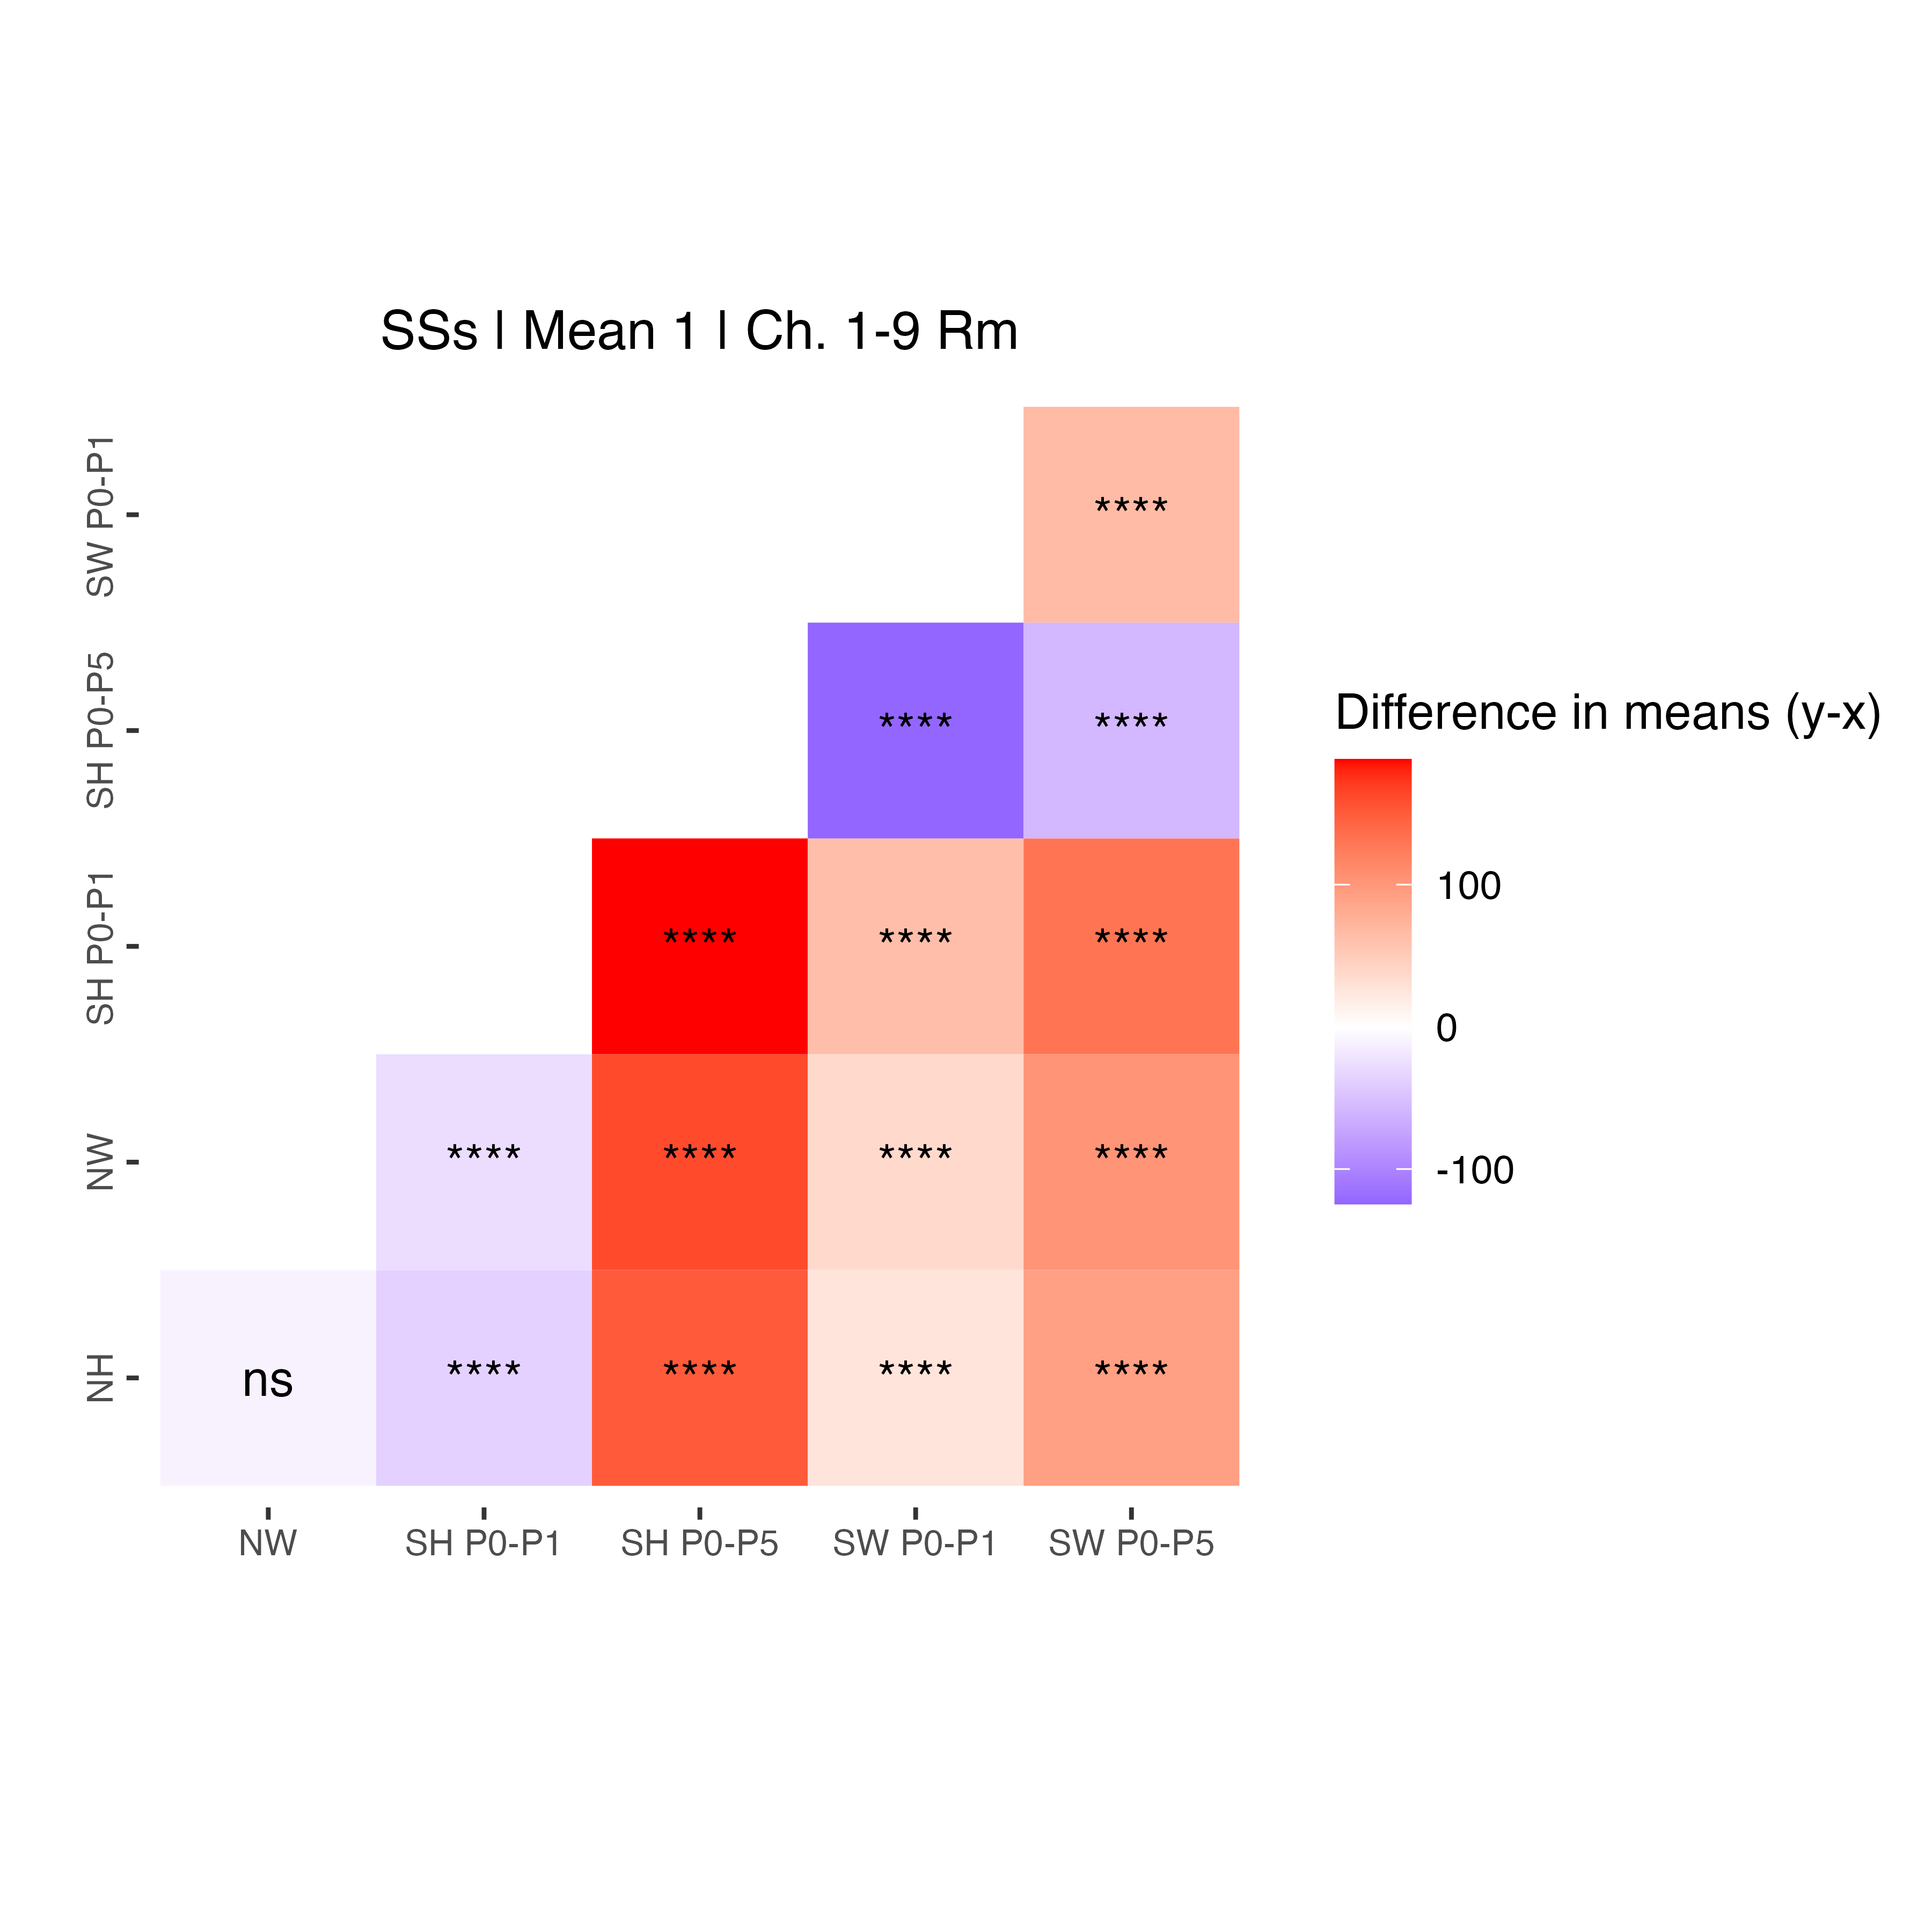 SSs | Mean 1 | Ch. 1-9 Rm
SW P0-P1
****
SH P0-P5
**** ****
SH P0-P1
**** **** ****
NW
**** **** **** ****
NH
ns **** **** **** ****
NW SH P0-P1 SH P0-P5 SW P0-P1 SW P0-P5
Difference in means (y-x)
100
0
-100